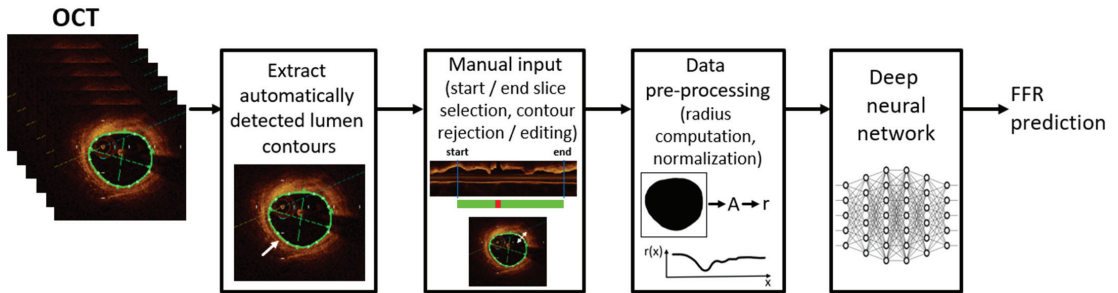 OCT
Extract
automatically
detected lumen
contours
Manual input
(start / end slice
selection, contour
rejection / editing)
start end
Data
pre-processing
(radius
computation,
normalization)
A r
r(x)
x
Deep
neural
network
FFR
prediction